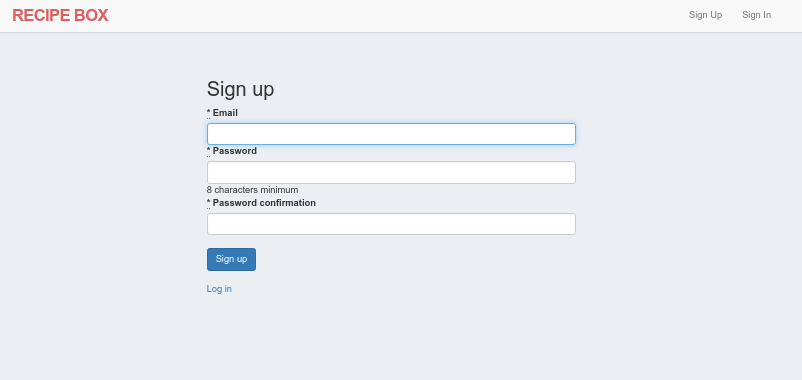 RECIPE BOX
Sign Up Sign In
Sign up
* Email
* Password
8 characters minimum
* Password confirmation
Sign up
Log in